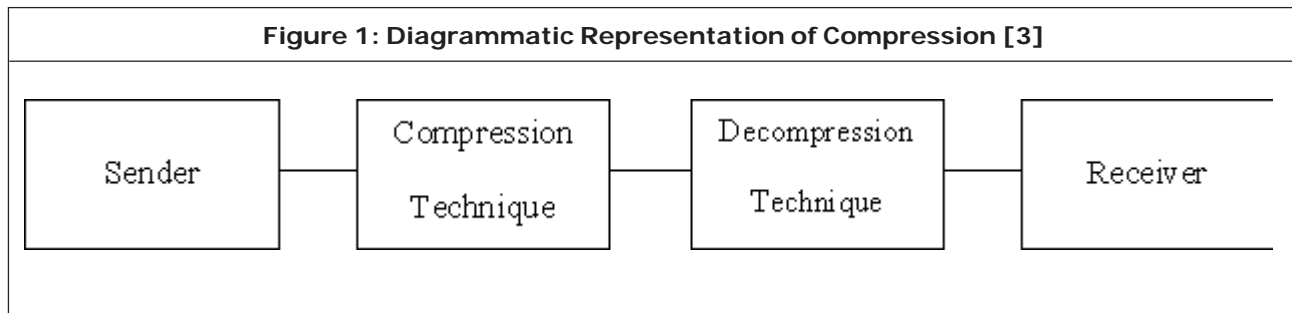 Figure 1: Diagrammatic Representation of Compression [3]
Sender
Compression
Technique
Decompression
Technique
Receiver